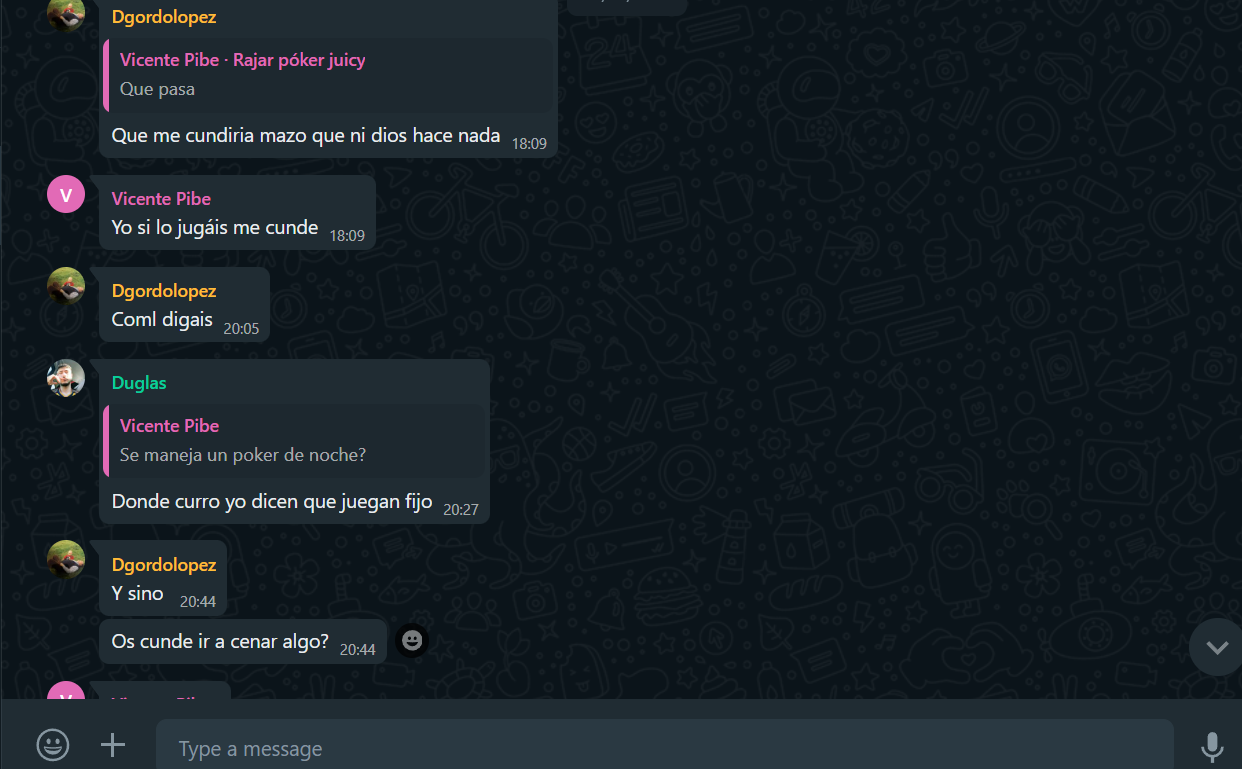 Dgordolopez
Vicente Pibe · Rajar póker juicy
Que pasa
Que me cundiria mazo que ni dios hace nada 18:09
V
Vicente Pibe
Yo si lo jugáis me cunde 18:09
Dgordolopez
Coml digais 20:05
Duglas
Vicente Pibe
Se maneja un poker de noche?
Donde curro yo dicen que juegan fijo 20:27
Dgordolopez
Y sino 20:44
Os cunde ir a cenar algo? 20:44
Type a message